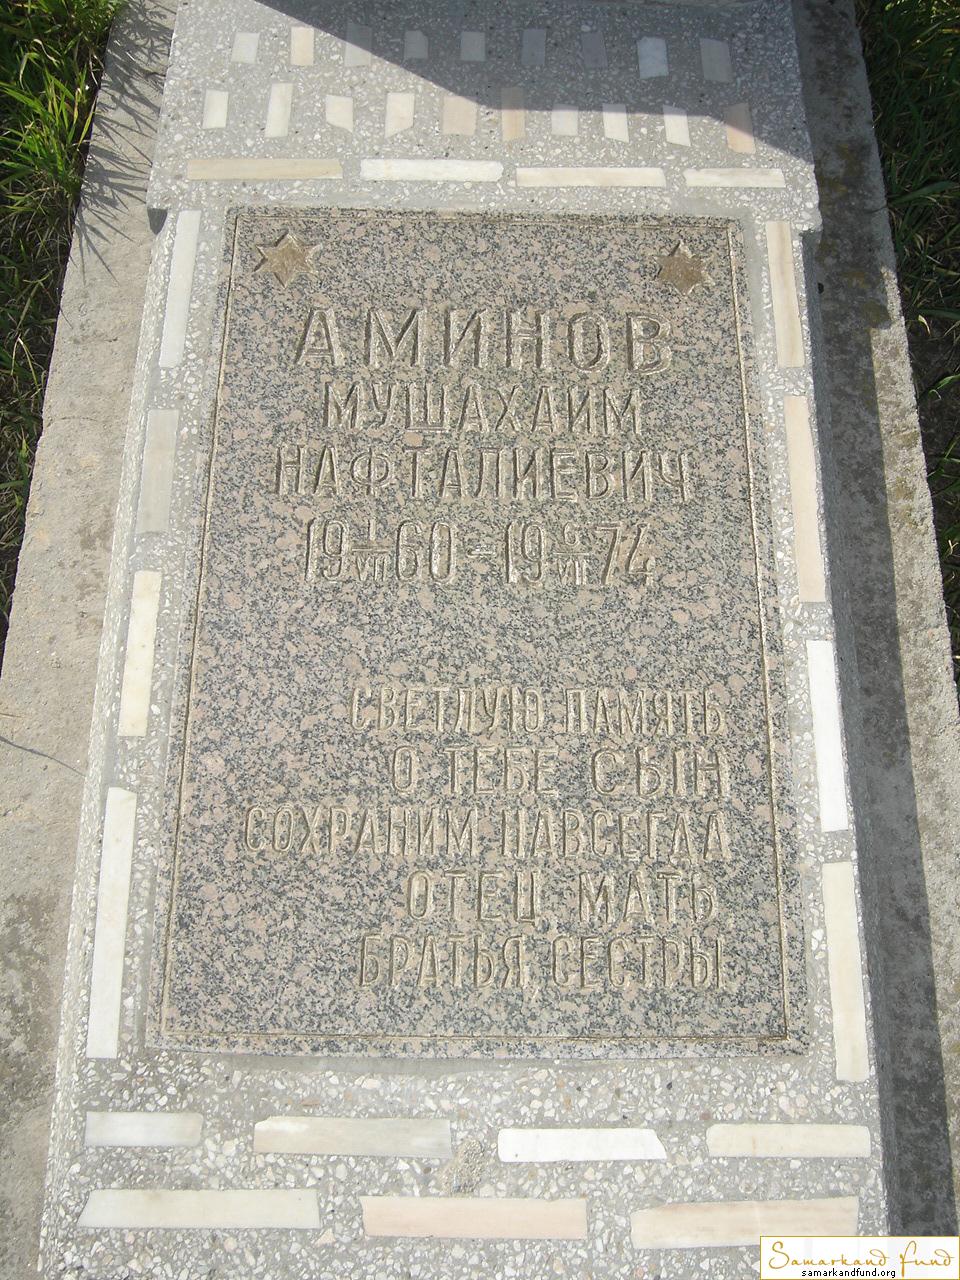 АМИНОВ
МУШАХАИМ
НАФТАЛИЕВИЧ
19 1/VII 60 - 19 6/VIII 74
СВЕТЛУЮ ПАМЯТЬ
О ТЕБЕ СЫН
СОХРАНИМ НАВСЕГДА
ОТЕЦ, МАТЬ
БРАТЬЯ, СЕСТРЫ
Samarkand fund
samarkandfund.org